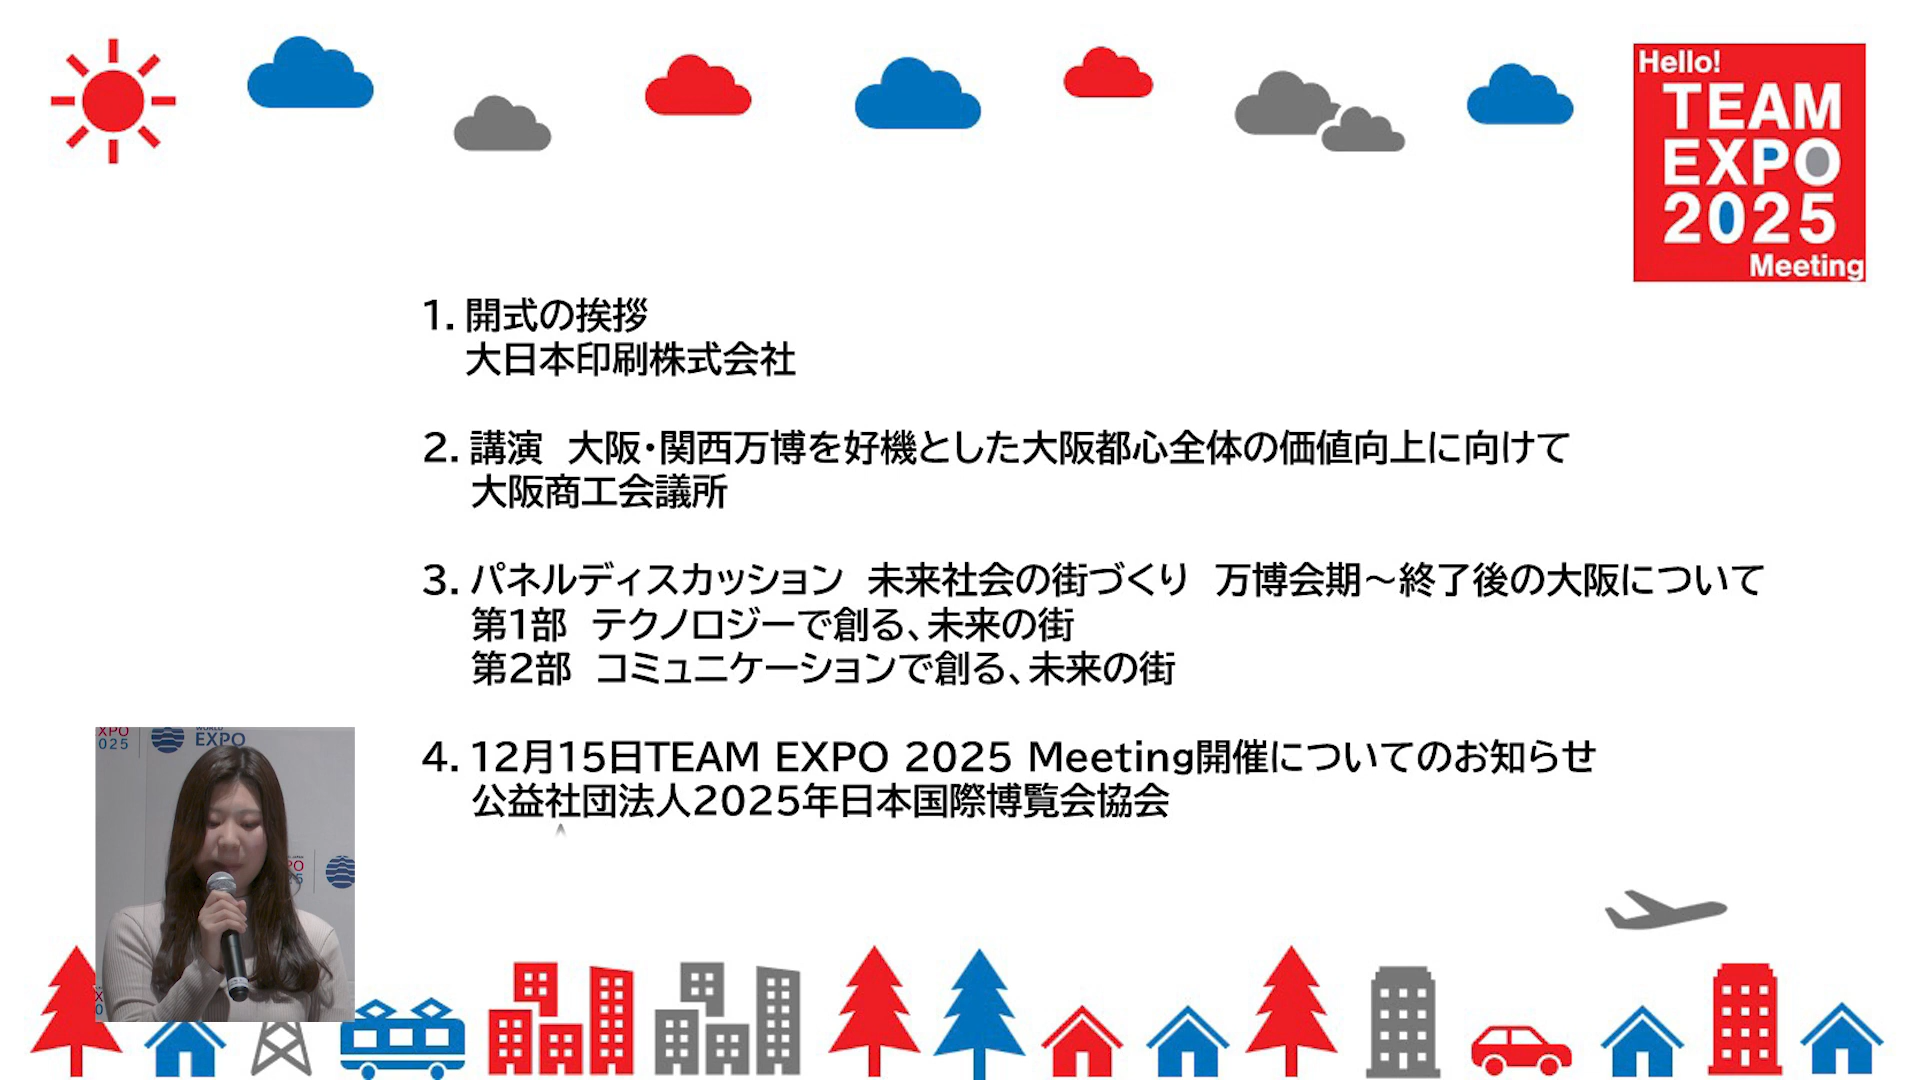 Hello!
TEAM
EXPO
2025
Meeting
1. 開式の挨拶
大日本印刷株式会社
2. 講演　大阪・関西万博を好機とした大阪都心全体の価値向上に向けて
大阪商工会議所
3. パネルディスカッション　未来社会の街づくり　万博会期～終了後の大阪について
第1部　テクノロジーで創る、未来の街
第2部　コミュニケーションで創る、未来の街
4. 12月15日TEAM EXPO 2025 Meeting開催についてのお知らせ
公益社団法人2025年日本国際博覧会協会
XPO
025
WORLD
EXPO